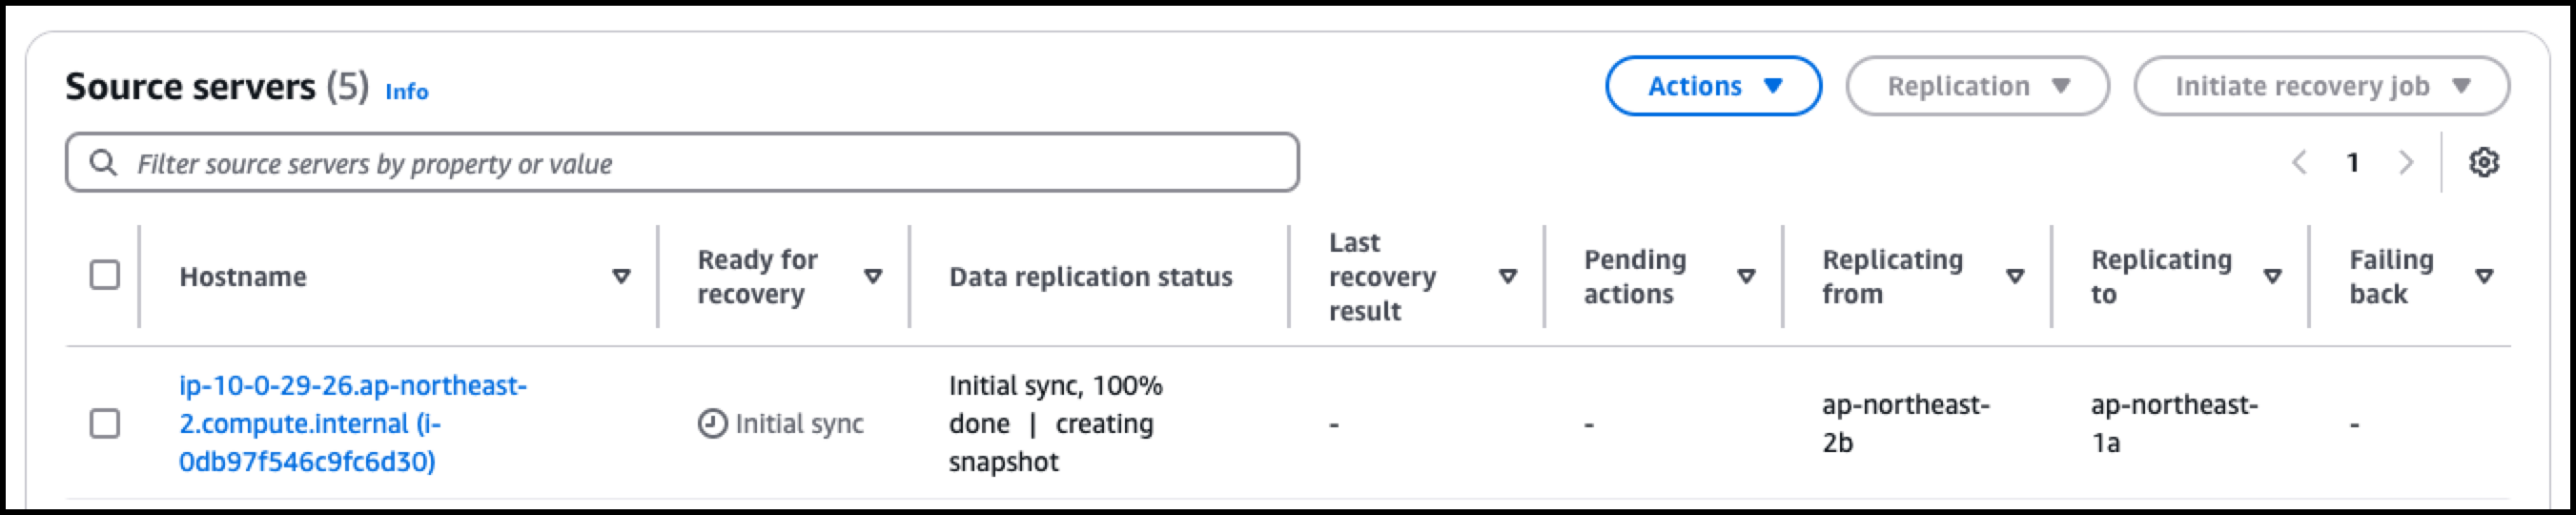 Source servers (5) Info
Actions
Replication
Initiate recovery job
Filter source servers by property or value
1
Hostname
Ready for
recovery
Data replication status
Last
recovery
result
Pending
actions
Replicating
from
Replicating
to
Failing
back
ip-10-0-29-26.ap-northeast-
2.compute.internal (i-
0db97f546c9fc6d30)
Initial sync
Initial sync, 100%
done | creating
snapshot
-
-
ap-northeast-
2b
ap-northeast-
1a
-